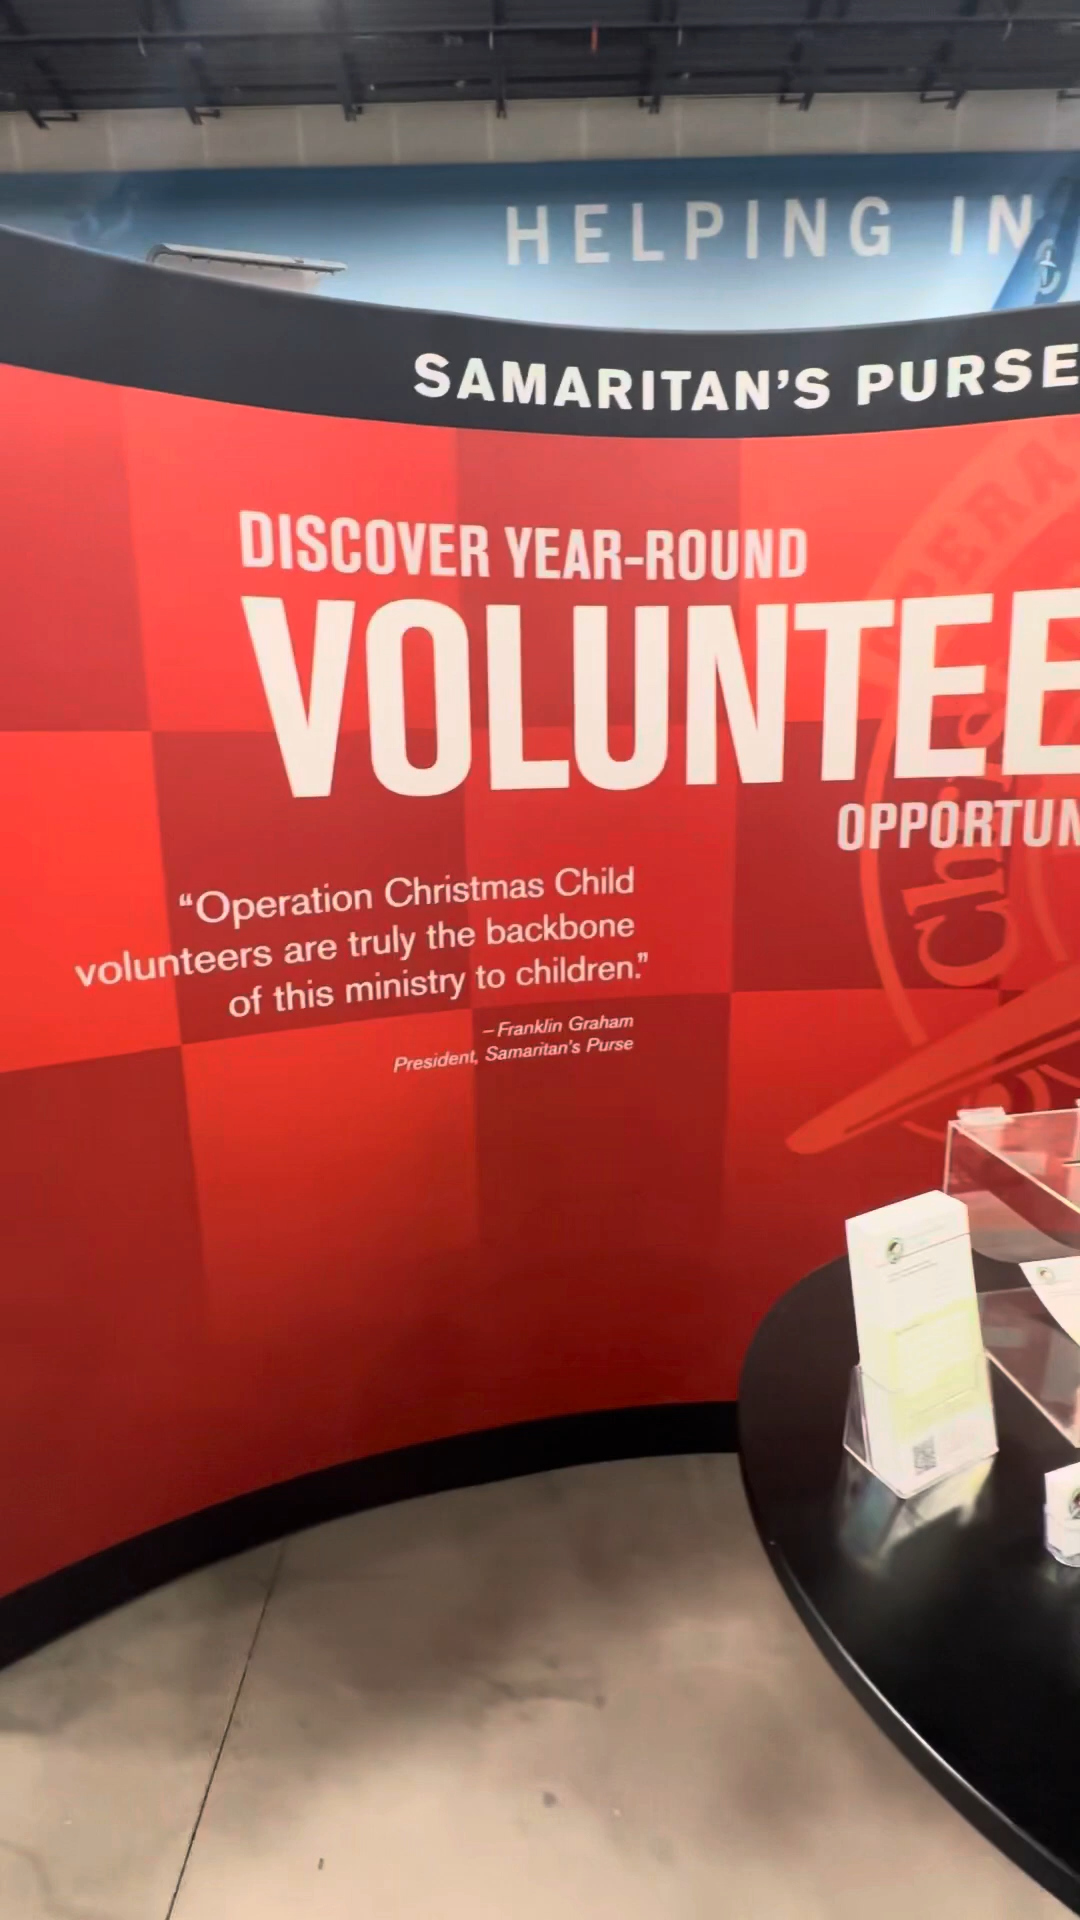 HELPING IN
SAMARITAN'S PURSE
DISCOVER YEAR-ROUND
VOLUNTEE
OPPORTUN
“Operation Christmas Child
volunteers are truly the backbone
of this ministry to children.”
–Franklin Graham
President, Samaritan's Purse